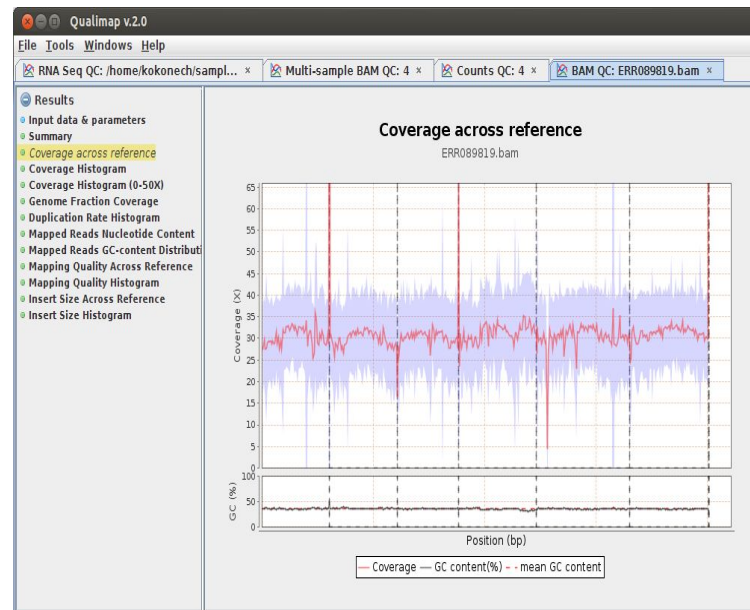 Qualimap v.2.0
File Tools Windows Help
RNA Seq QC: /home/kokonech/sampl... × Multi-sample BAM QC: 4 × Counts QC: 4 × BAM QC: ERR089819.bam ×
Results
Input data & parameters
Summary
Coverage across reference
Coverage Histogram
Coverage Histogram (0-50X)
Genome Fraction Coverage
Duplication Rate Histogram
Mapped Reads Nucleotide Content
Mapped Reads GC-content Distributi
Mapping Quality Across Reference
Mapping Quality Histogram
Insert Size Across Reference
Insert Size Histogram
Coverage across reference
ERR089819.bam
Coverage (X)
65
60
55
50
45
40
35
30
25
20
15
10
5
0
GC (%)
100
50
0
Position (bp)
Coverage GC content(%) mean GC content